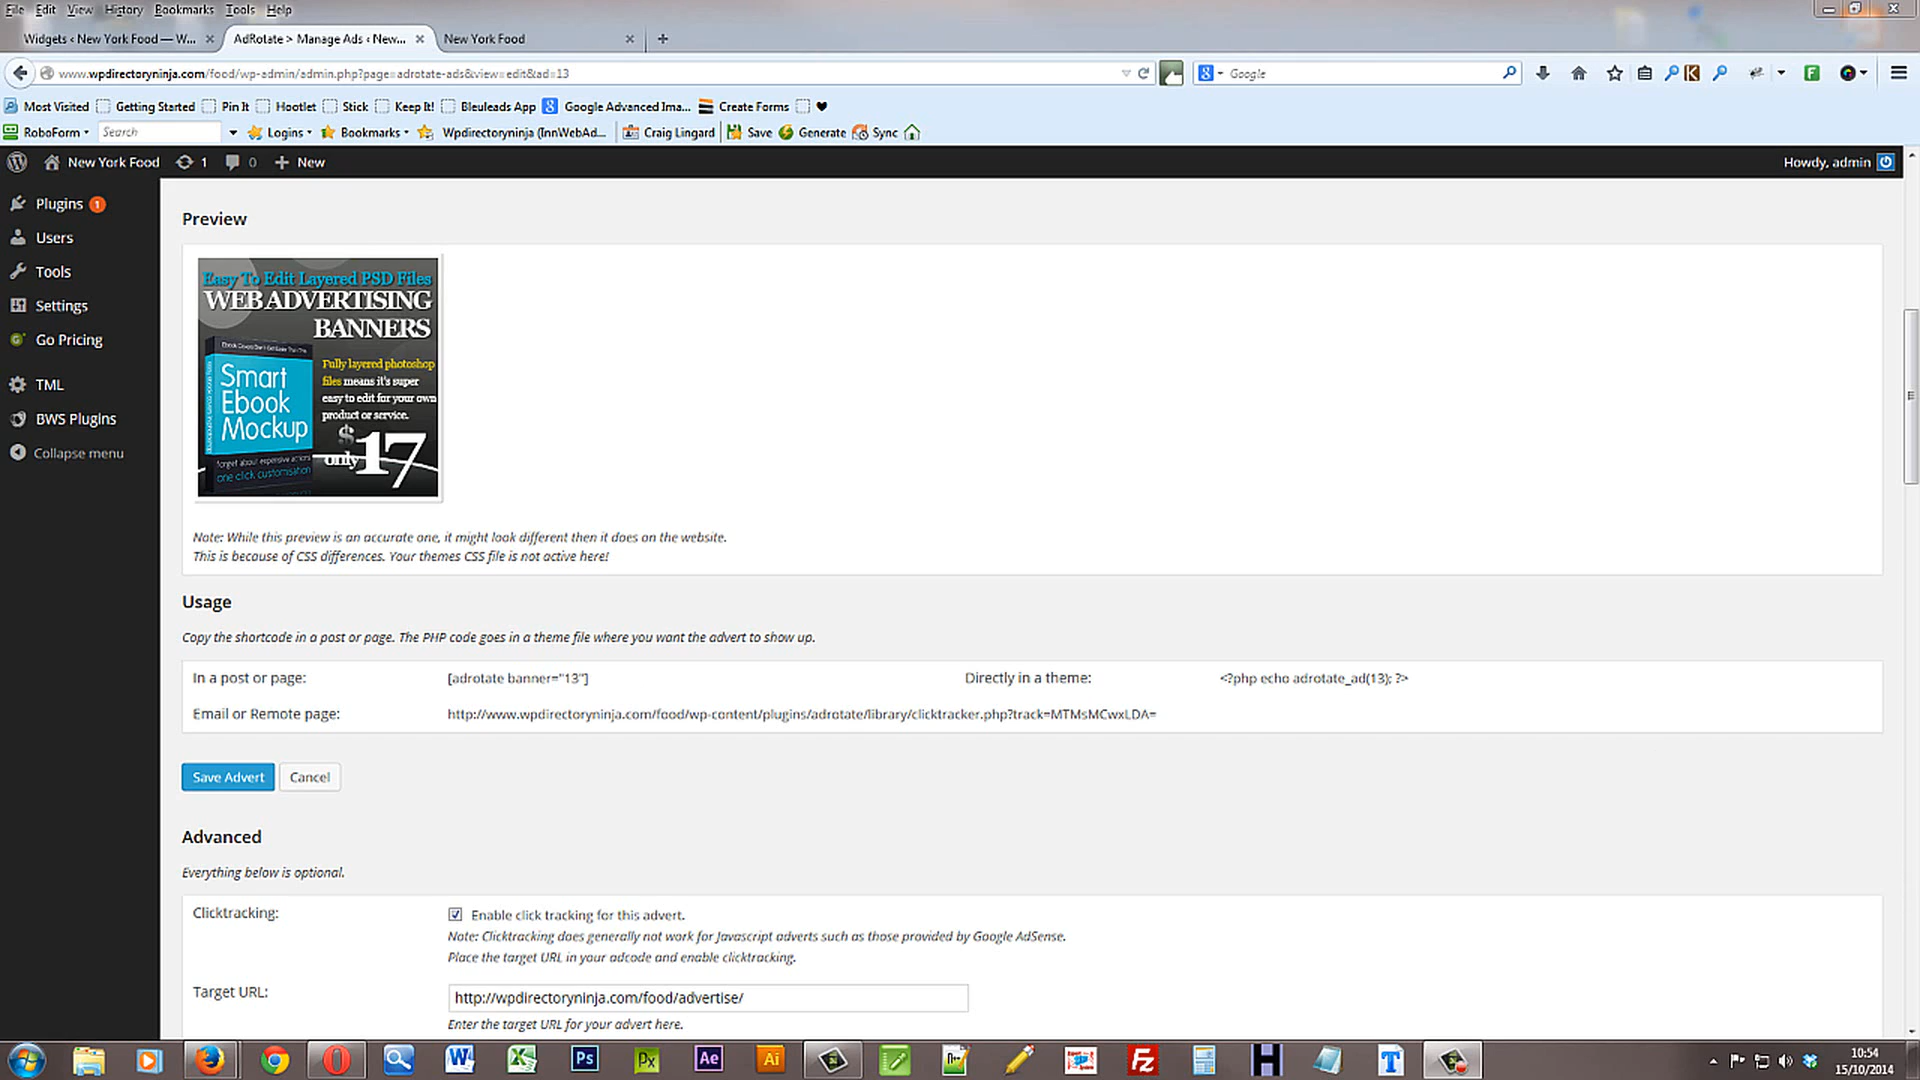 File Edit View History Bookmarks Tools Help
Widgets ‹ New York Food — W... × AdRotate > Manage Ads ‹ New... × New York Food × +
www.wpdirectoryninja.com/food/wp-admin/admin.php?page=adrotate-ads&view=edit&ad=13 Google
Most Visited Getting Started Pin It Hootlet Stick Keep It! Bleuleads App Google Advanced Ima... Create Forms
RoboForm Search Logins Bookmarks Wpdirectoryninja (InnWebAd... Craig Lingard Save Generate Sync
New York Food 1 0 + New Howdy, admin
Plugins 1
Users
Tools
Settings
Go Pricing
TML
BWS Plugins
Collapse menu
Preview
Easy To Edit Layered PSD Files
WEB ADVERTISING
BANNERS
Smart
Ebook
Mockup
forget about expensive actions
one click customisation
Fully layered photoshop
files means it's super
easy to edit for your own
product or service.
$
only 17
Note: While this preview is an accurate one, it might look different then it does on the website.
This is because of CSS differences. Your themes CSS file is not active here!
Usage
Copy the shortcode in a post or page. The PHP code goes in a theme file where you want the advert to show up.
In a post or page: [adrotate banner="13"] Directly in a theme: <?php echo adrotate_ad(13); ?>
Email or Remote page: http://www.wpdirectoryninja.com/food/wp-content/plugins/adrotate/library/clicktracker.php?track=MTMsMCwxLDA=
Save Advert Cancel
Advanced
Everything below is optional.
Clicktracking: Enable click tracking for this advert.
Note: Clicktracking does generally not work for Javascript adverts such as those provided by Google AdSense.
Place the target URL in your adcode and enable clicktracking.
Target URL: http://wpdirectoryninja.com/food/advertise/
Enter the target URL for your advert here.
10:54
15/10/2014